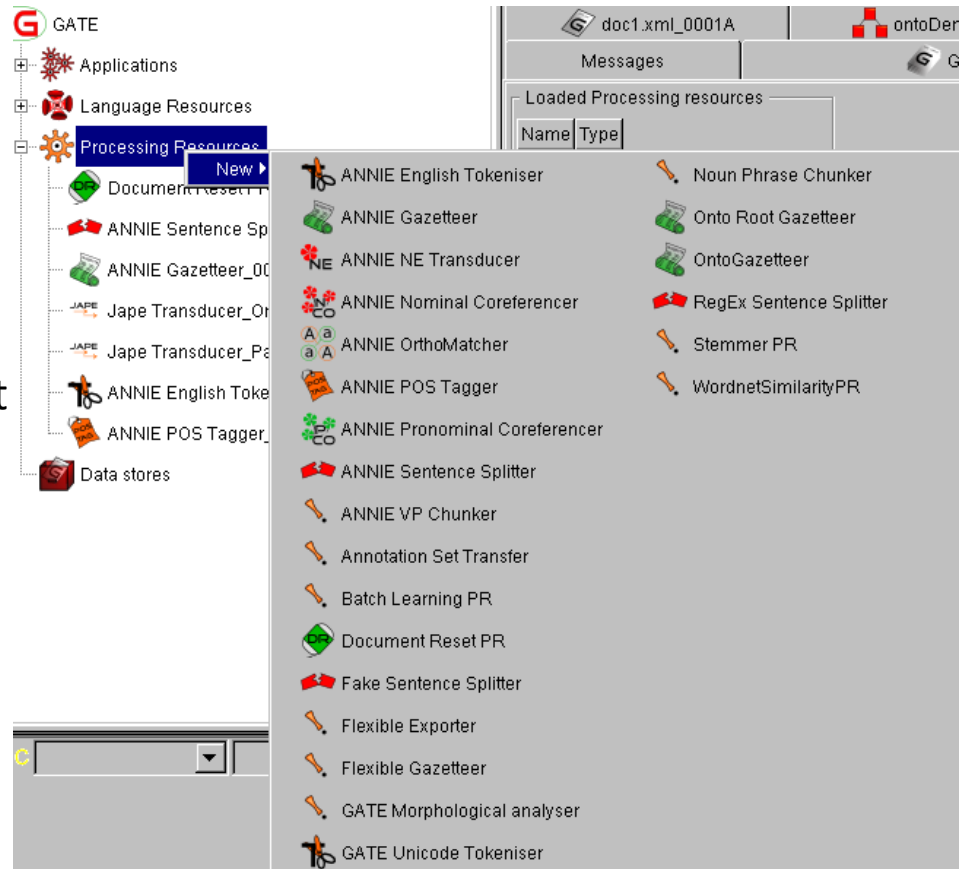 GATE
Applications
Language Resources
Processing Resources
Document Reset
ANNIE Sentence Sp
ANNIE Gazetteer_00
Jape Transducer_Or
Jape Transducer_Pa
t
ANNIE English Toke
ANNIE POS Tagger_
Data stores
doc1.xml_0001A
ontoDer
Messages
G
Loaded Processing resources
Name Type
New
ANNIE English Tokeniser
ANNIE Gazetteer
ANNIE NE Transducer
ANNIE Nominal Coreferencer
ANNIE OrthoMatcher
ANNIE POS Tagger
ANNIE Pronominal Coreferencer
ANNIE Sentence Splitter
ANNIE VP Chunker
Annotation Set Transfer
Batch Learning PR
Document Reset PR
Fake Sentence Splitter
Flexible Exporter
Flexible Gazetteer
GATE Morphological analyser
GATE Unicode Tokeniser
Noun Phrase Chunker
Onto Root Gazetteer
OntoGazetteer
RegEx Sentence Splitter
Stemmer PR
WordnetSimilarityPR
C